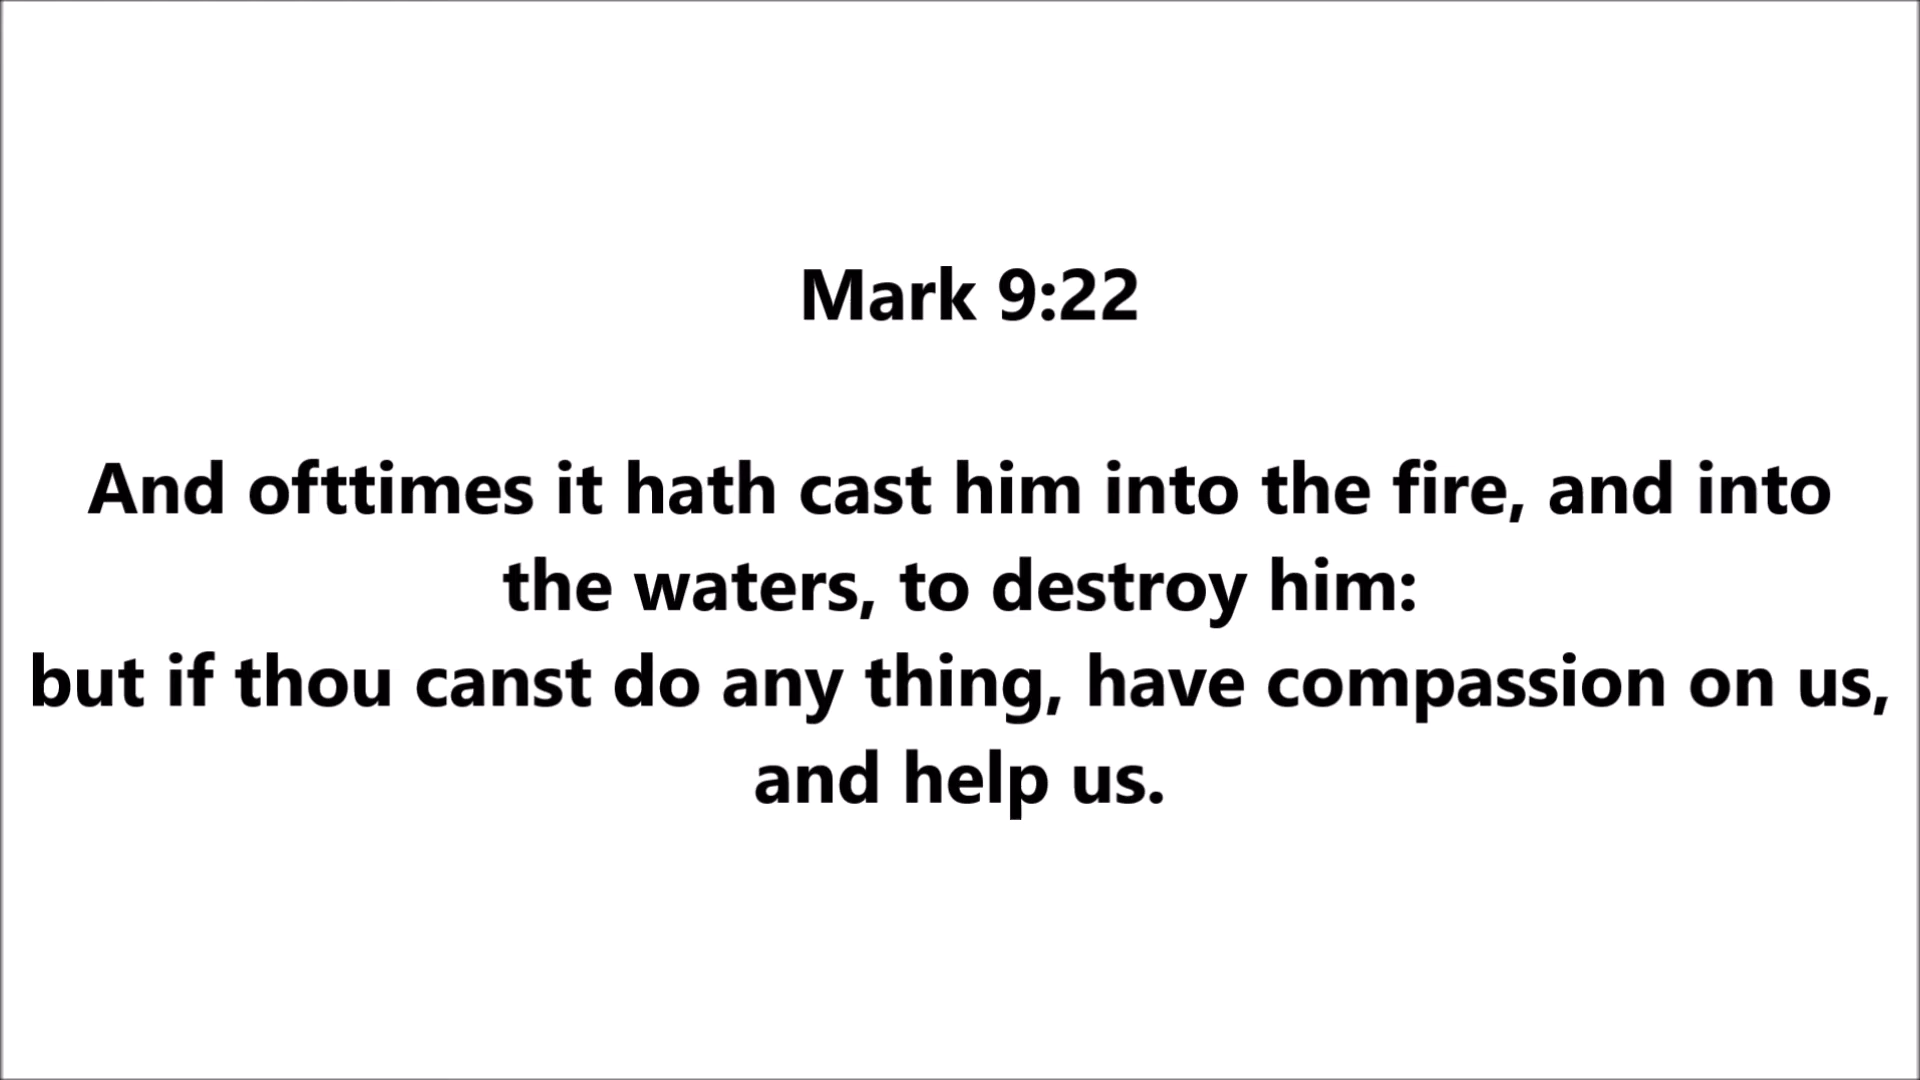 Mark 9:22
And ofttimes it hath cast him into the fire, and into
the waters, to destroy him:
but if thou canst do any thing, have compassion on us,
and help us.